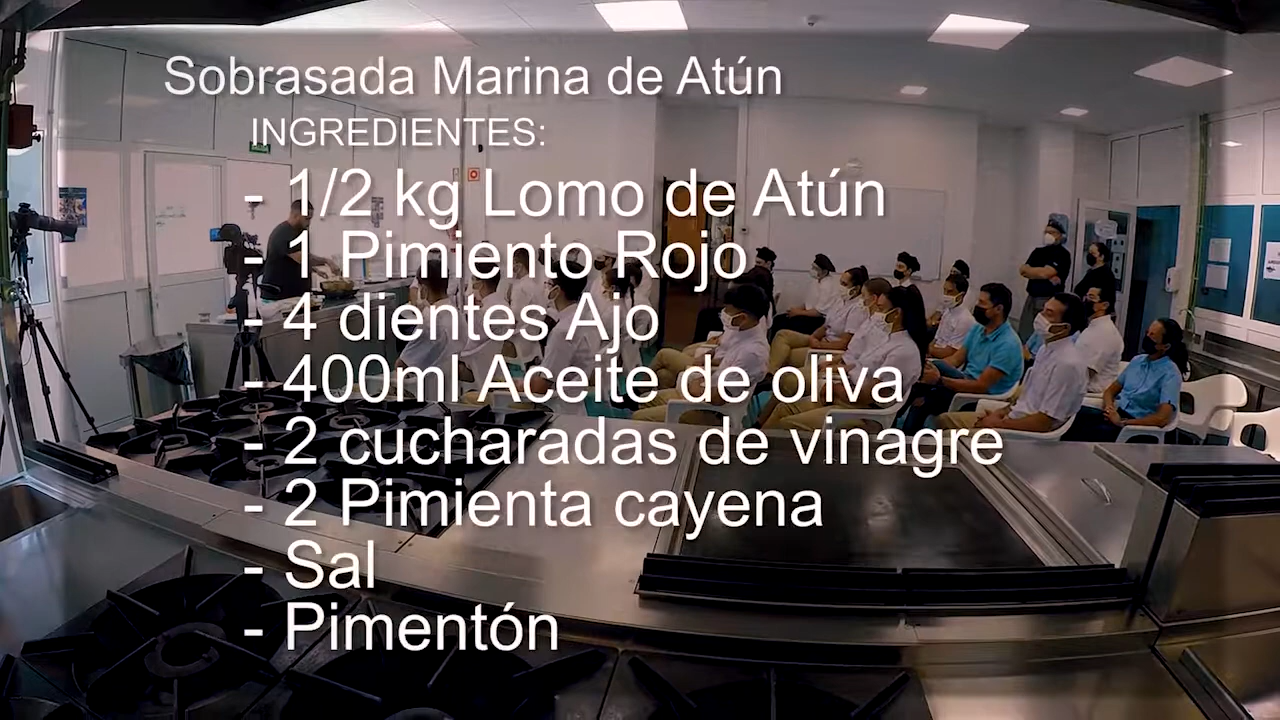 Sobrasada Marina de Atún
INGREDIENTES:
- 1/2 kg Lomo de Atún
- 1 Pimiento Rojo
- 4 dientes Ajo
- 400ml Aceite de oliva
- 2 cucharadas de vinagre
- 2 Pimienta cayena
- Sal
- Pimentón